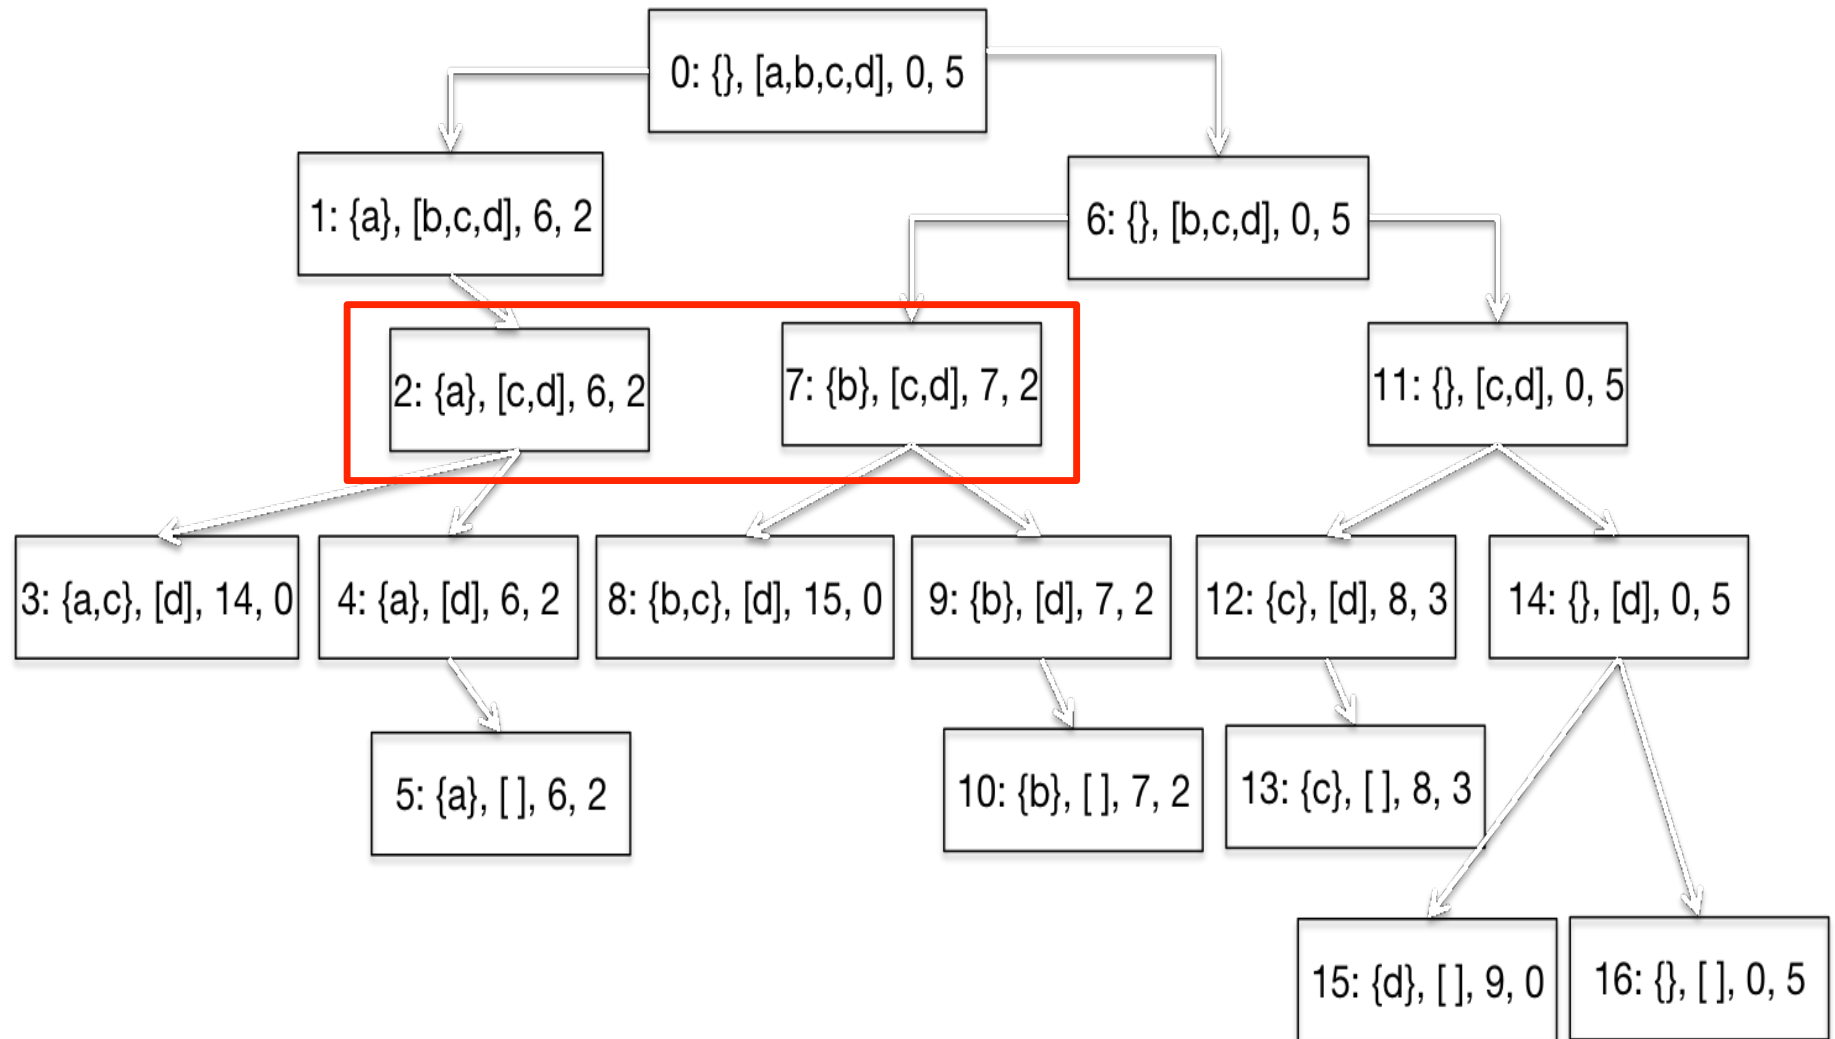 0: {}, [a,b,c,d], 0, 5
1: {a}, [b,c,d], 6, 2
6: {}, [b,c,d], 0, 5
2: {a}, [c,d], 6, 2
7: {b}, [c,d], 7, 2
11: {}, [c,d], 0, 5
3: {a,c}, [d], 14, 0
4: {a}, [d], 6, 2
8: {b,c}, [d], 15, 0
9: {b}, [d], 7, 2
12: {c}, [d], 8, 3
14: {}, [d], 0, 5
5: {a}, [ ], 6, 2
10: {b}, [ ], 7, 2
13: {c}, [ ], 8, 3
15: {d}, [ ], 9, 0
16: {}, [ ], 0, 5